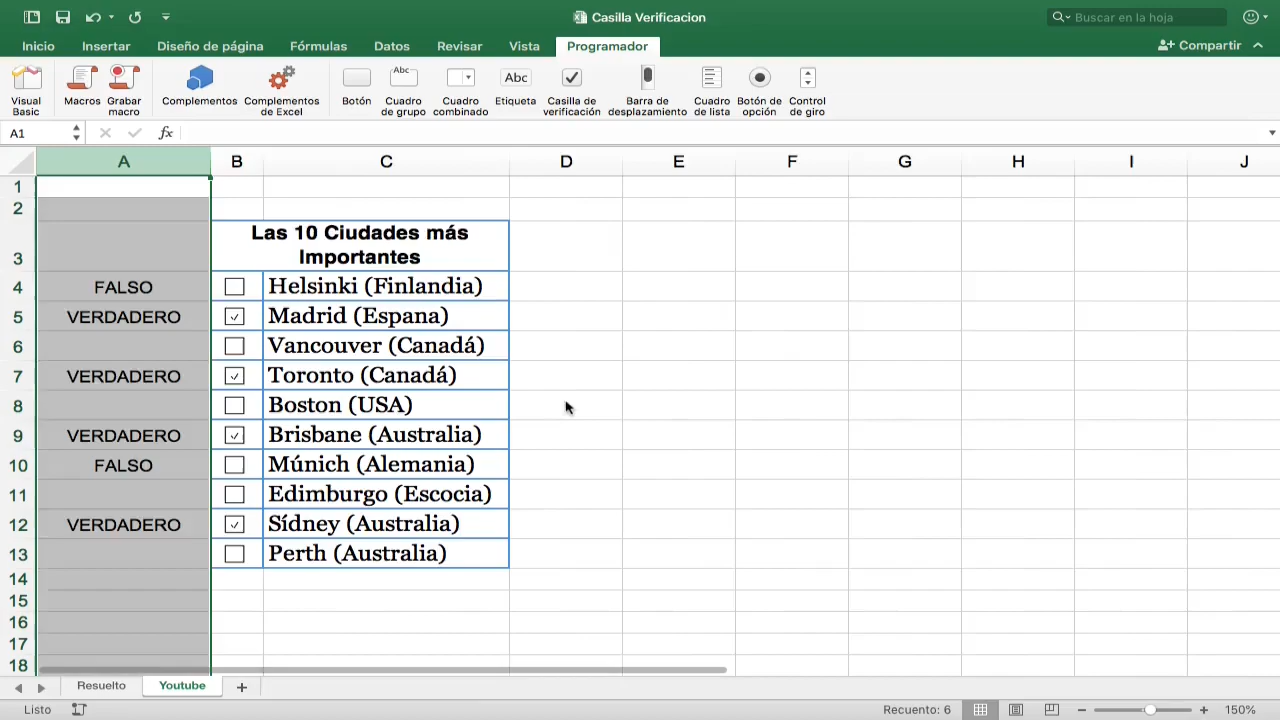 Casilla Verificacion
Buscar en la hoja
Inicio Insertar Diseño de página Fórmulas Datos Revisar Vista Programador Compartir
Abc Abc
Visual Basic Macros Grabar macro Complementos Complementos de Excel Botón Cuadro de grupo Cuadro combinado Etiqueta Casilla de verificación Barra de desplazamiento Cuadro de lista Botón de opción Control de giro
A1 fx
A B C D E F G H I J
1
2
3 Las 10 Ciudades más
Importantes
4 FALSO Helsinki (Finlandia)
5 VERDADERO Madrid (Espana)
6 Vancouver (Canadá)
7 VERDADERO Toronto (Canadá)
8 Boston (USA)
9 VERDADERO Brisbane (Australia)
10 FALSO Múnich (Alemania)
11 Edimburgo (Escocia)
12 VERDADERO Sídney (Australia)
13 Perth (Australia)
14
15
16
17
18
Resuelto Youtube
Listo Recuento: 6 150%